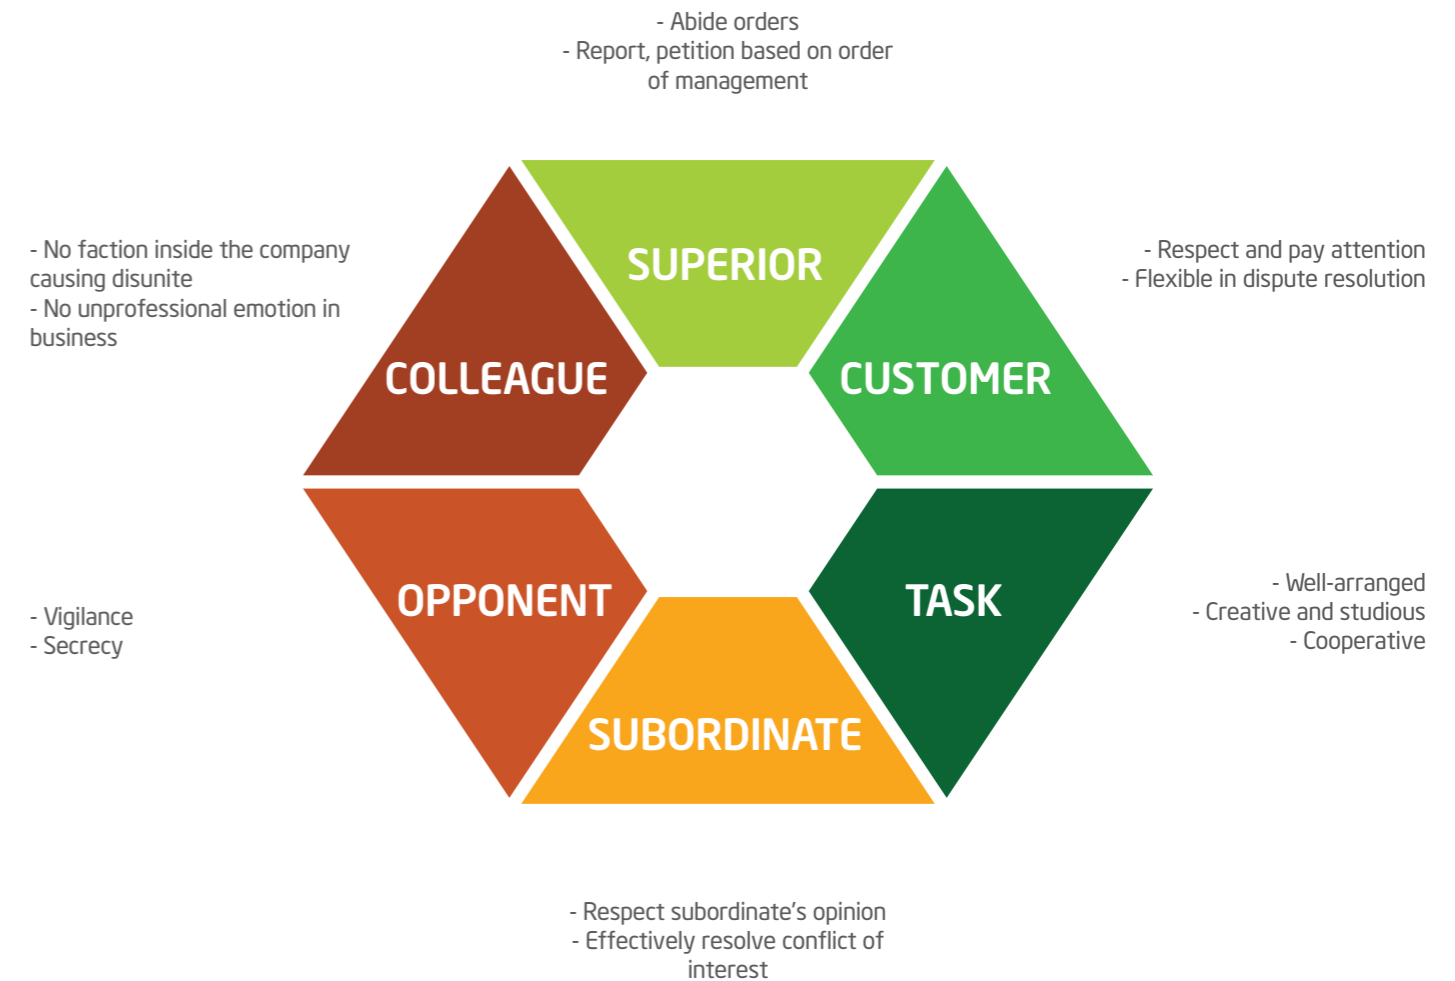 - Abide orders
- Report, petition based on order
of management
SUPERIOR
- No faction inside the company
causing disunite
- No unprofessional emotion in
business
COLLEAGUE
- Respect and pay attention
- Flexible in dispute resolution
CUSTOMER
OPPONENT
- Vigilance
- Secrecy
TASK
- Well-arranged
- Creative and studious
- Cooperative
SUBORDINATE
- Respect subordinate's opinion
- Effectively resolve conflict of
interest